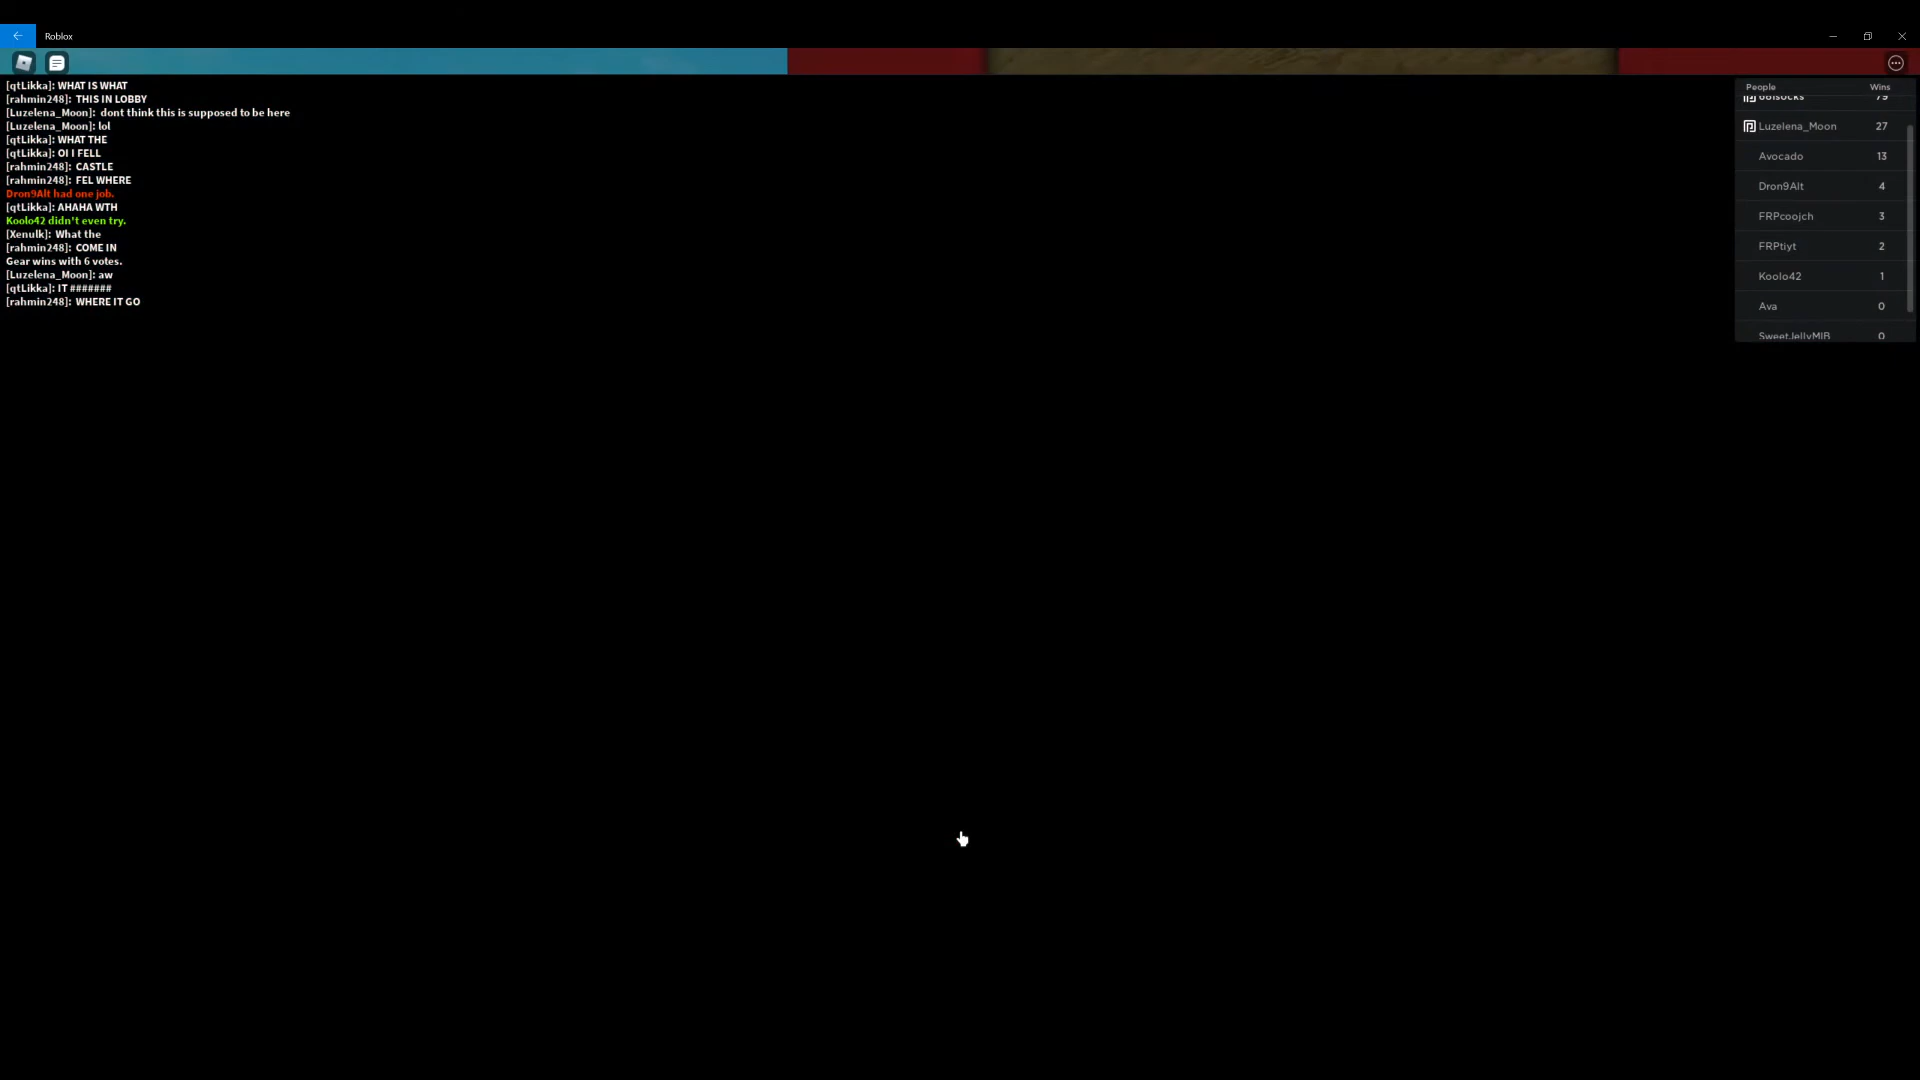 Roblox
[qtLikka]: WHAT IS WHAT
[rahmin248]: THIS IN LOBBY
[Luzelena_Moon]: dont think this is supposed to be here
[Luzelena_Moon]: lol
[qtLikka]: WHAT THE
[qtLikka]: OI I FELL
[rahmin248]: CASTLE
[rahmin248]: FEL WHERE
Dron9Alt had one job.
[qtLikka]: AHAHA WTH
Koolo42 didn't even try.
[Xenulk]: What the
[rahmin248]: COME IN
Gear wins with 6 votes.
[Luzelena_Moon]: aw
[qtLikka]: IT #######
[rahmin248]: WHERE IT GO
People Wins
79
Luzelena_Moon 27
Avocado 13
Dron9Alt 4
FRPcoojch 3
FRPtiyt 2
Koolo42 1
Ava 0
SweetJellyMIB 0